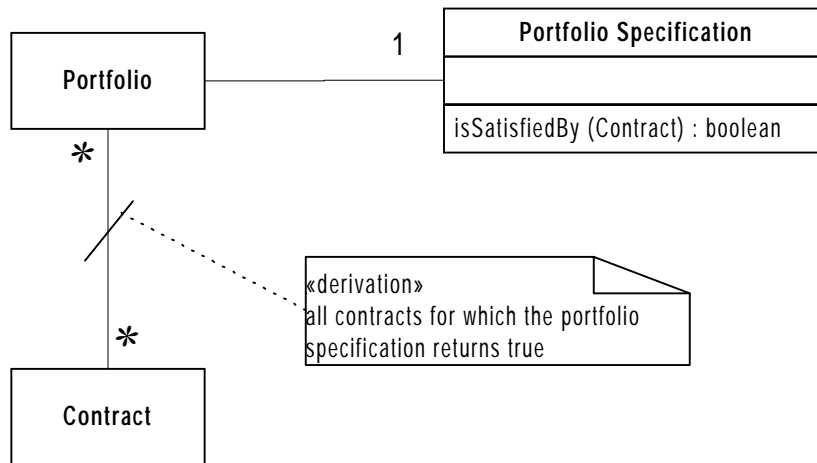 1
Portfolio Specification
Portfolio
isSatisfiedBy (Contract) : boolean
*
«derivation»
all contracts for which the portfolio
specification returns true
*
Contract